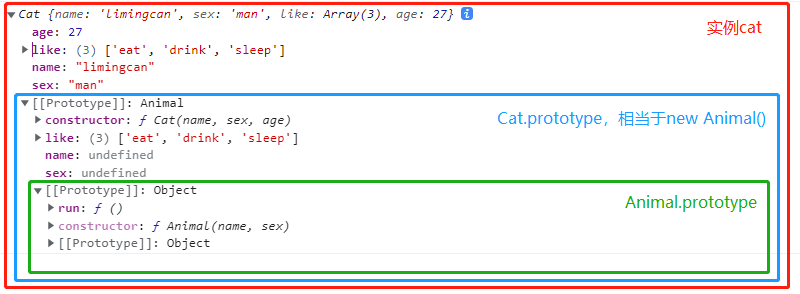 Cat {name: 'limingcan', sex: 'man', like: Array(3), age: 27} i
实例cat
age: 27
like: (3) ['eat', 'drink', 'sleep']
name: "limingcan"
sex: "man"
[[Prototype]]: Animal
constructor: ƒ Cat(name, sex, age)
Cat.prototype，相当于new Animal()
like: (3) ['eat', 'drink', 'sleep']
name: undefined
sex: undefined
[[Prototype]]: Object
run: ƒ ()
Animal.prototype
constructor: ƒ Animal(name, sex)
[[Prototype]]: Object